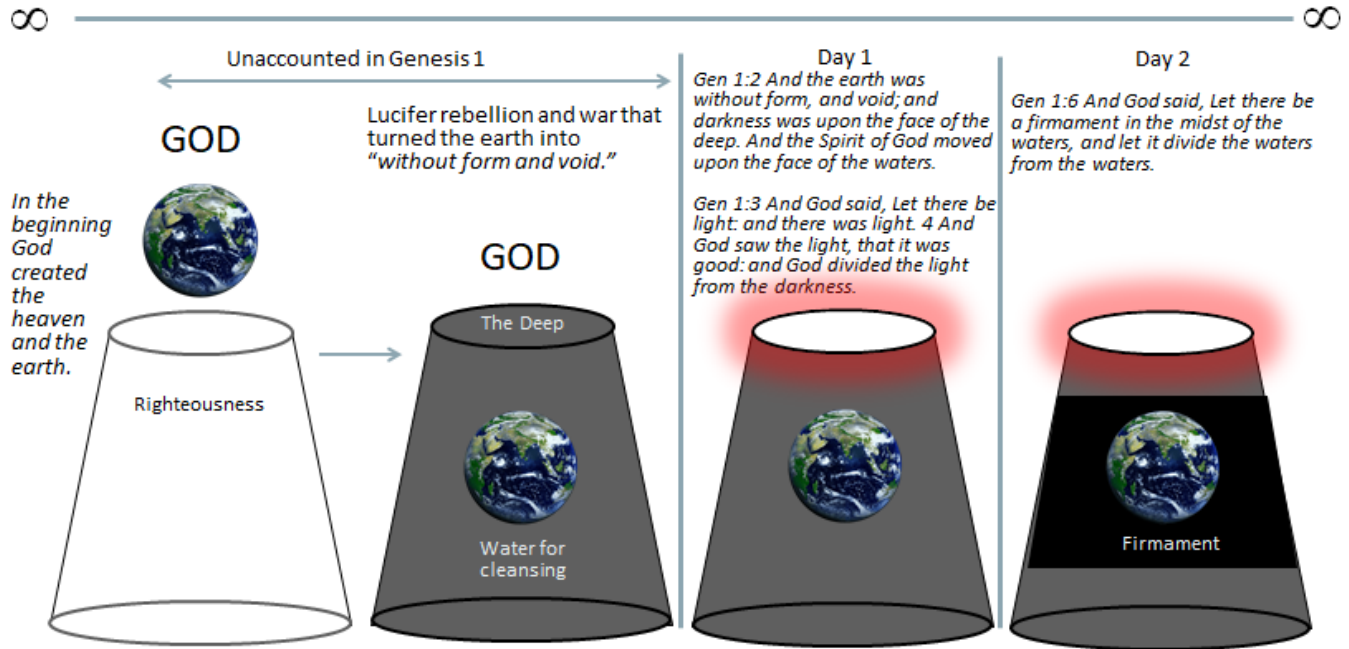 ∞ ∞
Unaccounted in Genesis 1
GOD
In the
beginning
God
created
the
heaven
and the
earth.
Righteousness
Lucifer rebellion and war that
turned the earth into
“without form and void.”
GOD
The Deep
Water for
cleansing
Day 1
Gen 1:2 And the earth was
without form, and void; and
darkness was upon the face of the
deep. And the Spirit of God moved
upon the face of the waters.
Gen 1:3 And God said, Let there be
light: and there was light. 4 And
God saw the light, that it was
good: and God divided the light
from the darkness.
Day 2
Gen 1:6 And God said, Let there be
a firmament in the midst of the
waters, and let it divide the waters
from the waters.
Firmament